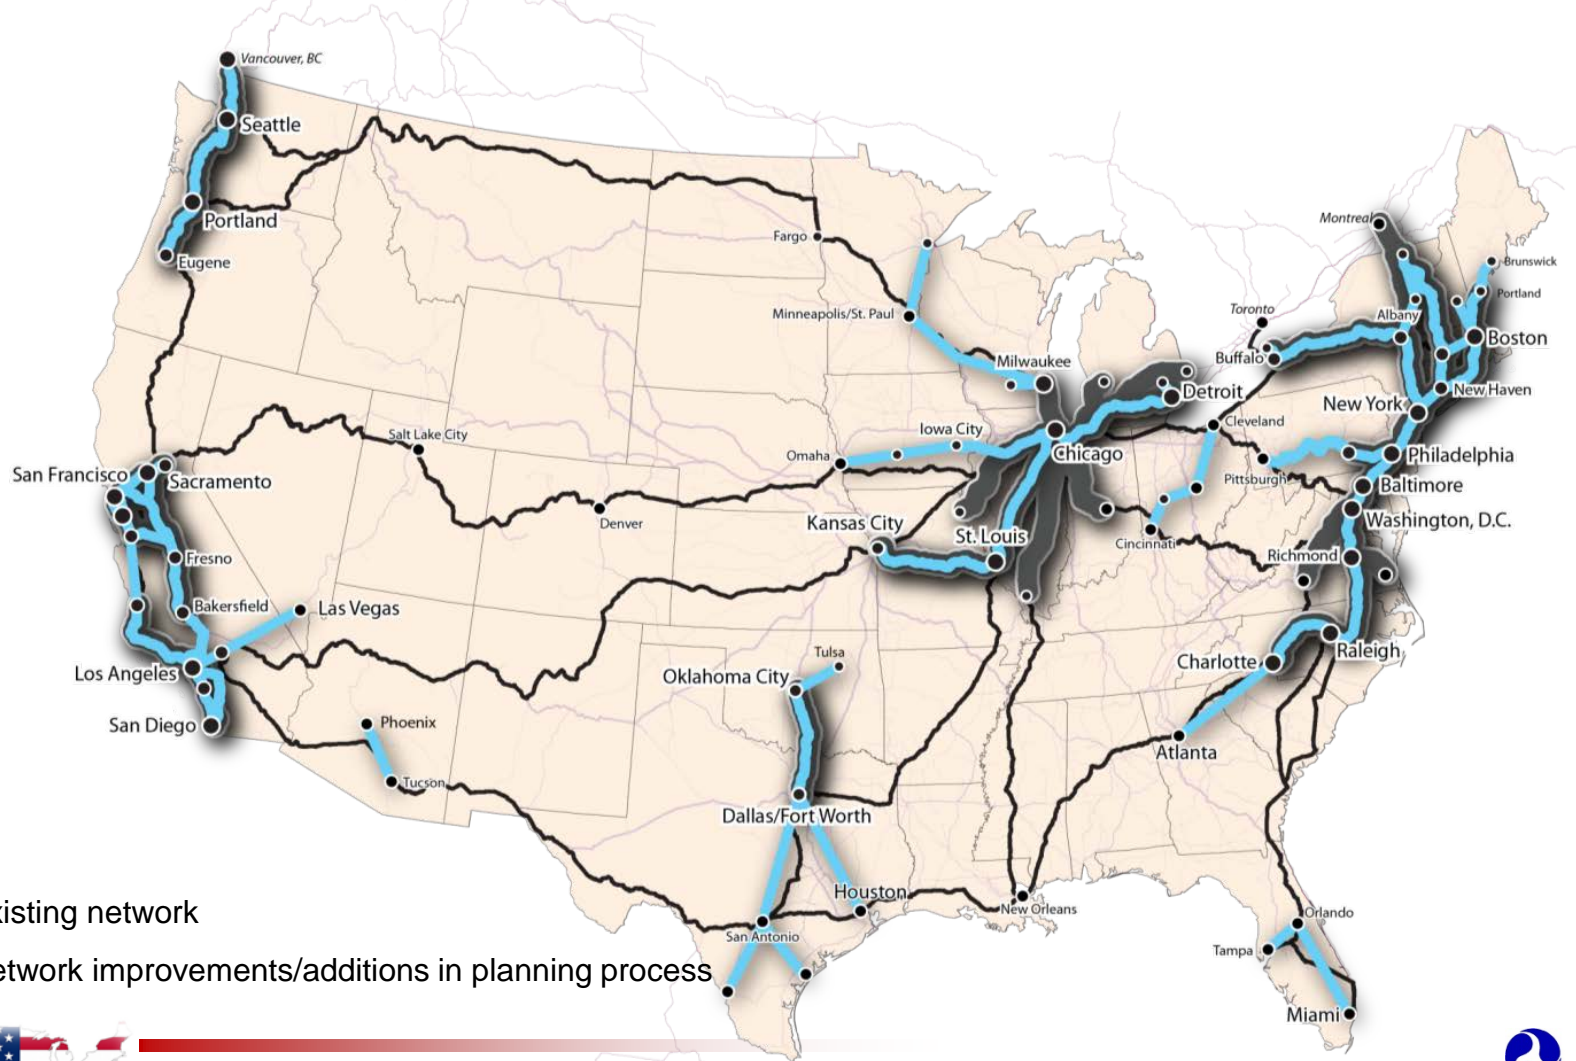 Vancouver, BC
Seattle
Portland
Eugene
Fargo
Minneapolis/St. Paul
Milwaukee
Montreal
Brunswick
Portland
Toronto
Albany
Buffalo
Boston
Detroit
New Haven
New York
Cleveland
Iowa City
Chicago
Salt Lake City
Omaha
Pittsburgh
Philadelphia
San Francisco
Sacramento
Baltimore
Denver
Kansas City
St. Louis
Washington, D.C.
Cincinnati
Richmond
Fresno
Bakersfield
Las Vegas
Tulsa
Raleigh
Charlotte
Los Angeles
Oklahoma City
San Diego
Phoenix
Atlanta
Tucson
Dallas/Fort Worth
Houston
New Orleans
Orlando
San Antonio
Tampa
Miami
xisting network
etwork improvements/additions in planning process